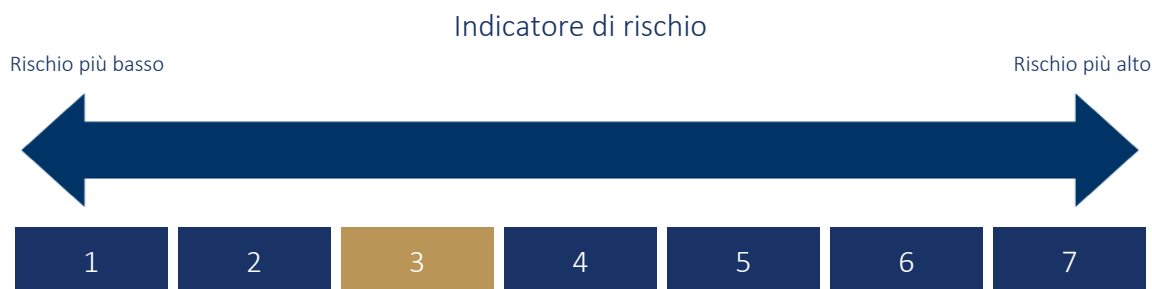 Indicatore di rischio
Rischio più basso Rischio più alto
1 2 3 4 5 6 7